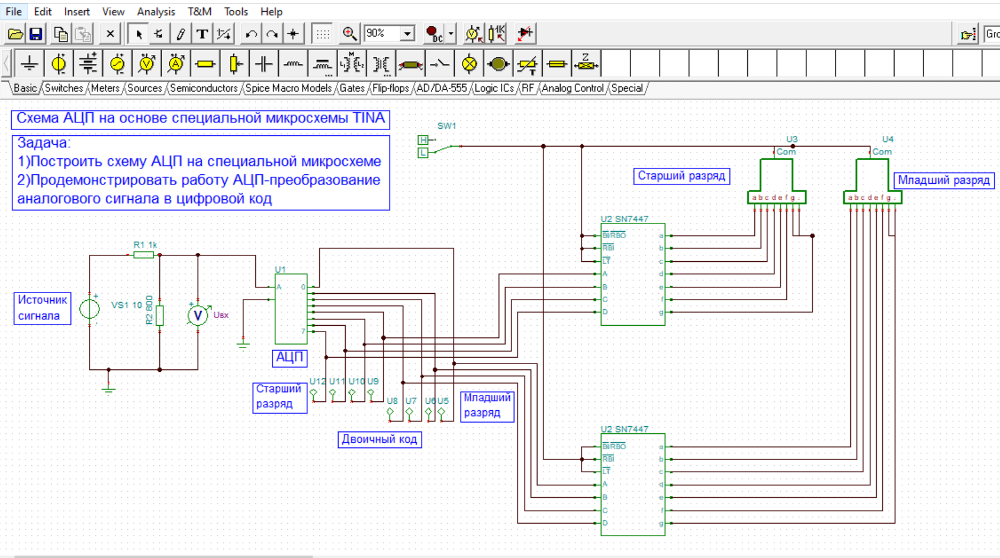 File Edit Insert View Analysis T&M Tools Help
90%
DC
1K
Gro
M
L₁ L₂
Z
Basic Switches Meters Sources Semiconductors Spice Macro Models Gates Flip-flops AD/DA-555 Logic ICs RF Analog Control Special
Схема АЦП на основе специальной микросхемы TINA
Задача:
1)Построить схему АЦП на специальной микросхеме
2)Продемонстрировать работу АЦП-преобразование
аналогового сигнала в цифровой код
SW1
H
L
U3
Com
U4
Com
Старший разряд
Младший разряд
a b c d e f g .
a b c d e f g .
U2 SN7447
BI/RBO a
RBI b
LT c
A d
B e
C f
D g
R1 1k
Источник
сигнала
+
-
VS1 10
R2 800
+
V
Uвх
U1
A 0
7
АЦП
U12 U11 U10 U9
Старший
разряд
U8 U7 U6 U5
Младший
разряд
Двоичный код
U2 SN7447
BI/RBO a
RBI b
LT c
A d
B e
C f
D g